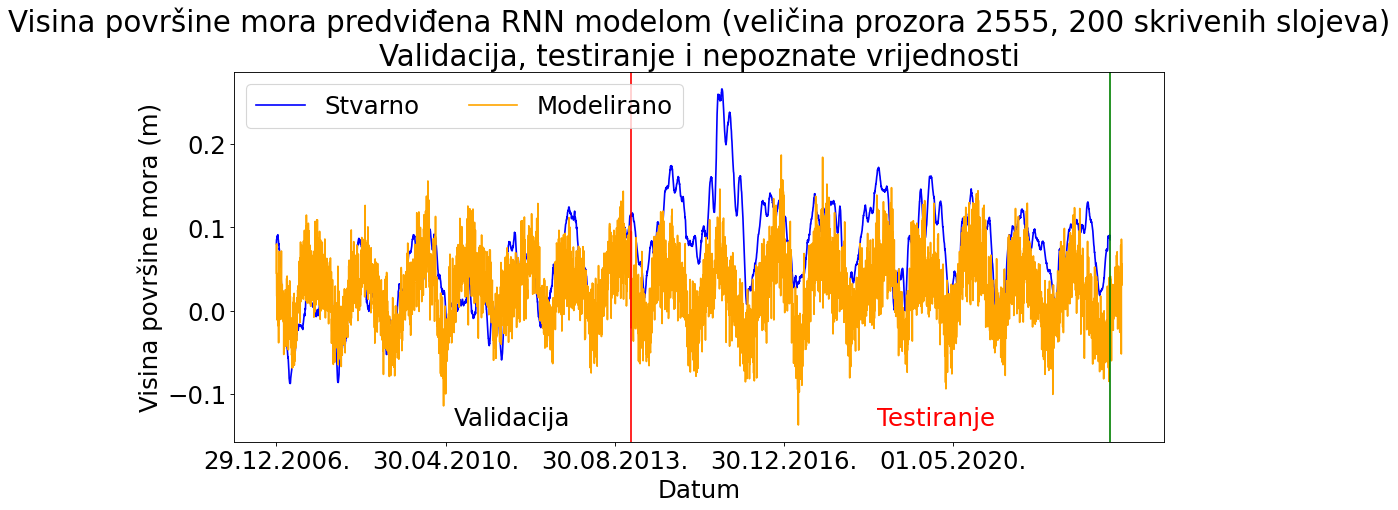 Visina površine mora predviđena RNN modelom (veličina prozora 2555, 200 skrivenih slojeva)
Validacija, testiranje i nepoznate vrijednosti
Stvarno
Modelirano
Visina površine mora (m)
0.2
0.1
0.0
−0.1
Validacija
Testiranje
29.12.2006.
30.04.2010.
30.08.2013.
30.12.2016.
01.05.2020.
Datum